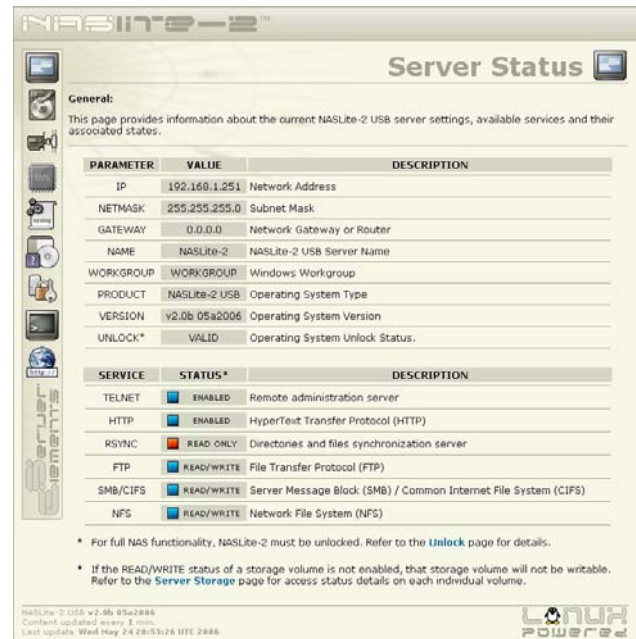 NASlite-2™
Server Status
General:
This page provides information about the current NASLite-2 USB server settings, available services and their
associated states.
PARAMETER VALUE DESCRIPTION
IP 192.168.1.251 Network Address
NETMASK 255.255.255.0 Subnet Mask
GATEWAY 0.0.0.0 Network Gateway or Router
NAME NASLite-2 NASLite-2 USB Server Name
WORKGROUP WORKGROUP Windows Workgroup
PRODUCT NASLite-2 USB Operating System Type
VERSION v2.0b 05a2006 Operating System Version
UNLOCK* VALID Operating System Unlock Status.
SERVICE STATUS* DESCRIPTION
TELNET ENABLED Remote administration server
HTTP ENABLED HyperText Transfer Protocol (HTTP)
RSYNC READ ONLY Directories and files synchronization server
FTP READ/WRITE File Transfer Protocol (FTP)
SMB/CIFS READ/WRITE Server Message Block (SMB) / Common Internet File System (CIFS)
NFS READ/WRITE Network File System (NFS)
* For full NAS functionality, NASLite-2 must be unlocked. Refer to the Unlock page for details.
* If the READ/WRITE status of a storage volume is not enabled, that storage volume will not be writable.
Refer to the Server Storage page for access status details on each individual volume.
http://
Server
Elements
NASLite-2 USB v2.0b 05a2006
Content updated every 1 min.
Last update Wed May 24 20:53:26 UTC 2006.
Linux
Powered